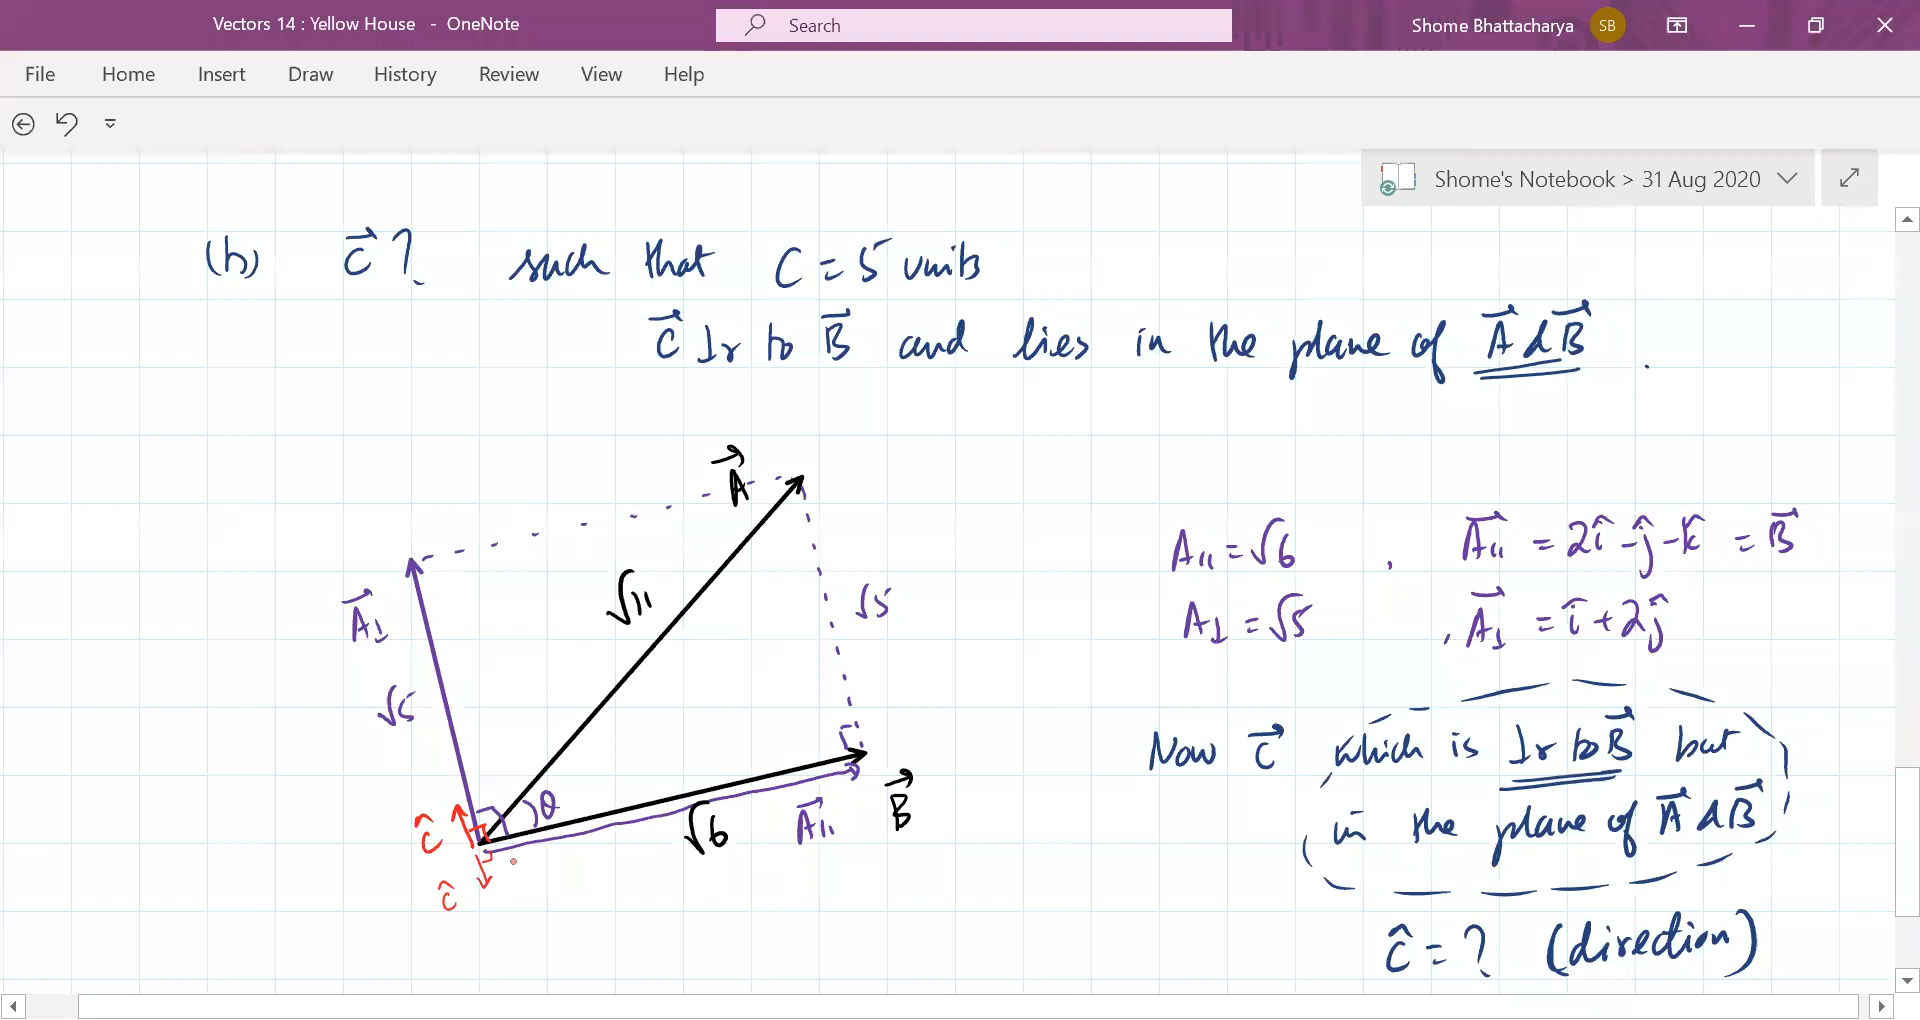 Vectors 14 : Yellow House - OneNote
Search
Shome Bhattacharya SB
File Home Insert Draw History Review View Help
Shome's Notebook > 31 Aug 2020
(b) C⃗ ? such that C = 5 units
C⃗ ⊥r to B⃗ and lies in the plane of A⃗ & B⃗ .
A⃗
√11
A⃗⊥
√5
√5
θ
ĉ
√6
A⃗||
B⃗
ĉ
A|| = √6 , A⃗|| = 2î - ĵ - k̂ = B⃗
A⊥ = √5 , A⃗⊥ = î + 2ĵ
Now C⃗ which is ⊥r to B⃗ but
in the plane of A⃗ & B⃗
ĉ = ? (direction)